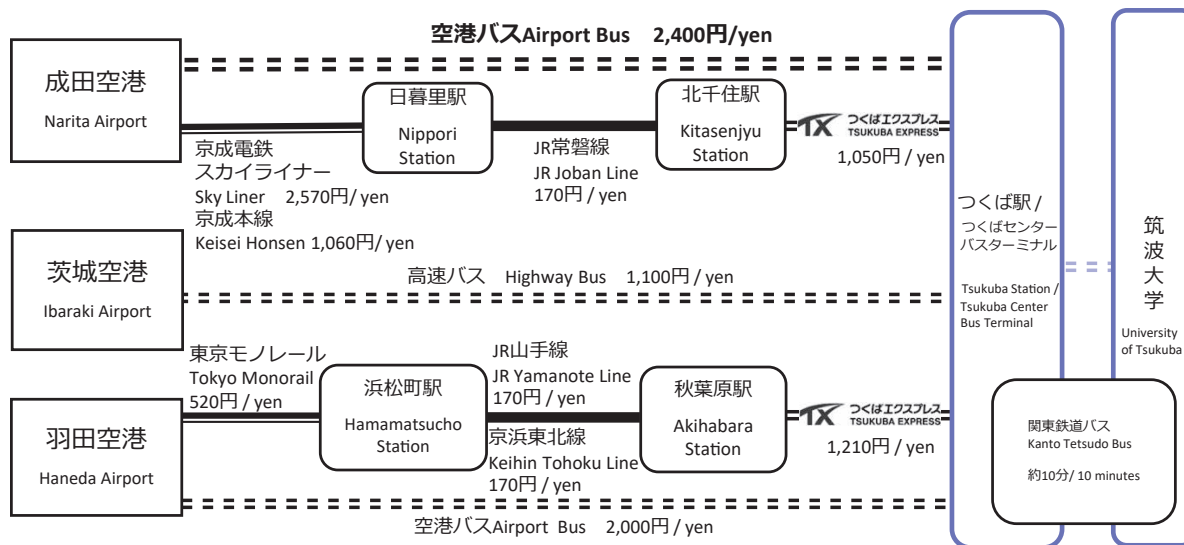 空港バスAirport Bus 2,400円/yen
成田空港
Narita Airport
日暮里駅
Nippori
Station
北千住駅
Kitasenjyu
Station
TX つくばエクスプレス
TSUKUBA EXPRESS
1,050円 / yen
京成電鉄
スカイライナー
Sky Liner 2,570円/ yen
京成本線
Keisei Honsen 1,060円/yen
JR常磐線
JR Joban Line
170円 / yen
茨城空港
Ibaraki Airport
高速バス Highway Bus 1,100円 / yen
東京モノレール
Tokyo Monorail
520円 / yen
浜松町駅
Hamamatsucho
Station
JR山手線
JR Yamanote Line
170円 / yen
京浜東北線
Keihin Tohoku Line
170円 / yen
秋葉原駅
Akihabara
Station
TX つくばエクスプレス
TSUKUBA EXPRESS
1,210円 / yen
羽田空港
Haneda Airport
空港バスAirport Bus 2,000円 / yen
つくば駅 /
つくばセンター
バスターミナル
Tsukuba Station /
Tsukuba Center
Bus Terminal
筑波大学
University
of Tsukuba
関東鉄道バス
Kanto Tetsudo Bus
約10分/ 10 minutes